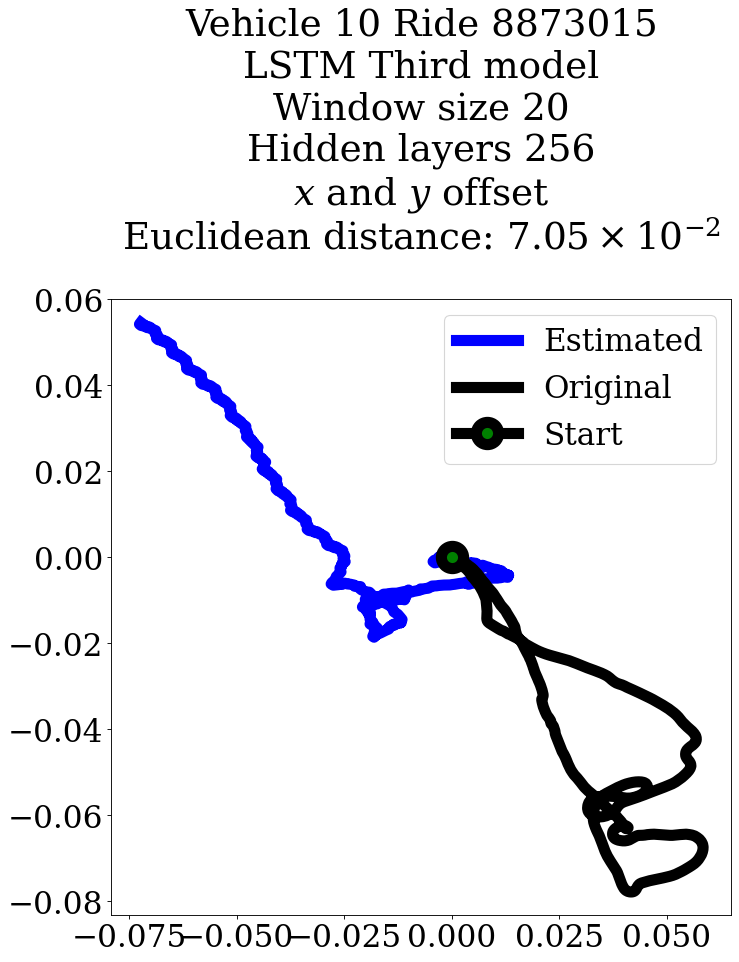 Vehicle 10 Ride 8873015
LSTM Third model
Window size 20
Hidden layers 256
x and y offset
Euclidean distance: 7.05 × 10⁻²
Estimated
Original
Start
0.06
0.04
0.02
0.00
−0.02
−0.04
−0.06
−0.08
−0.075 −0.050 −0.025 0.000 0.025 0.050